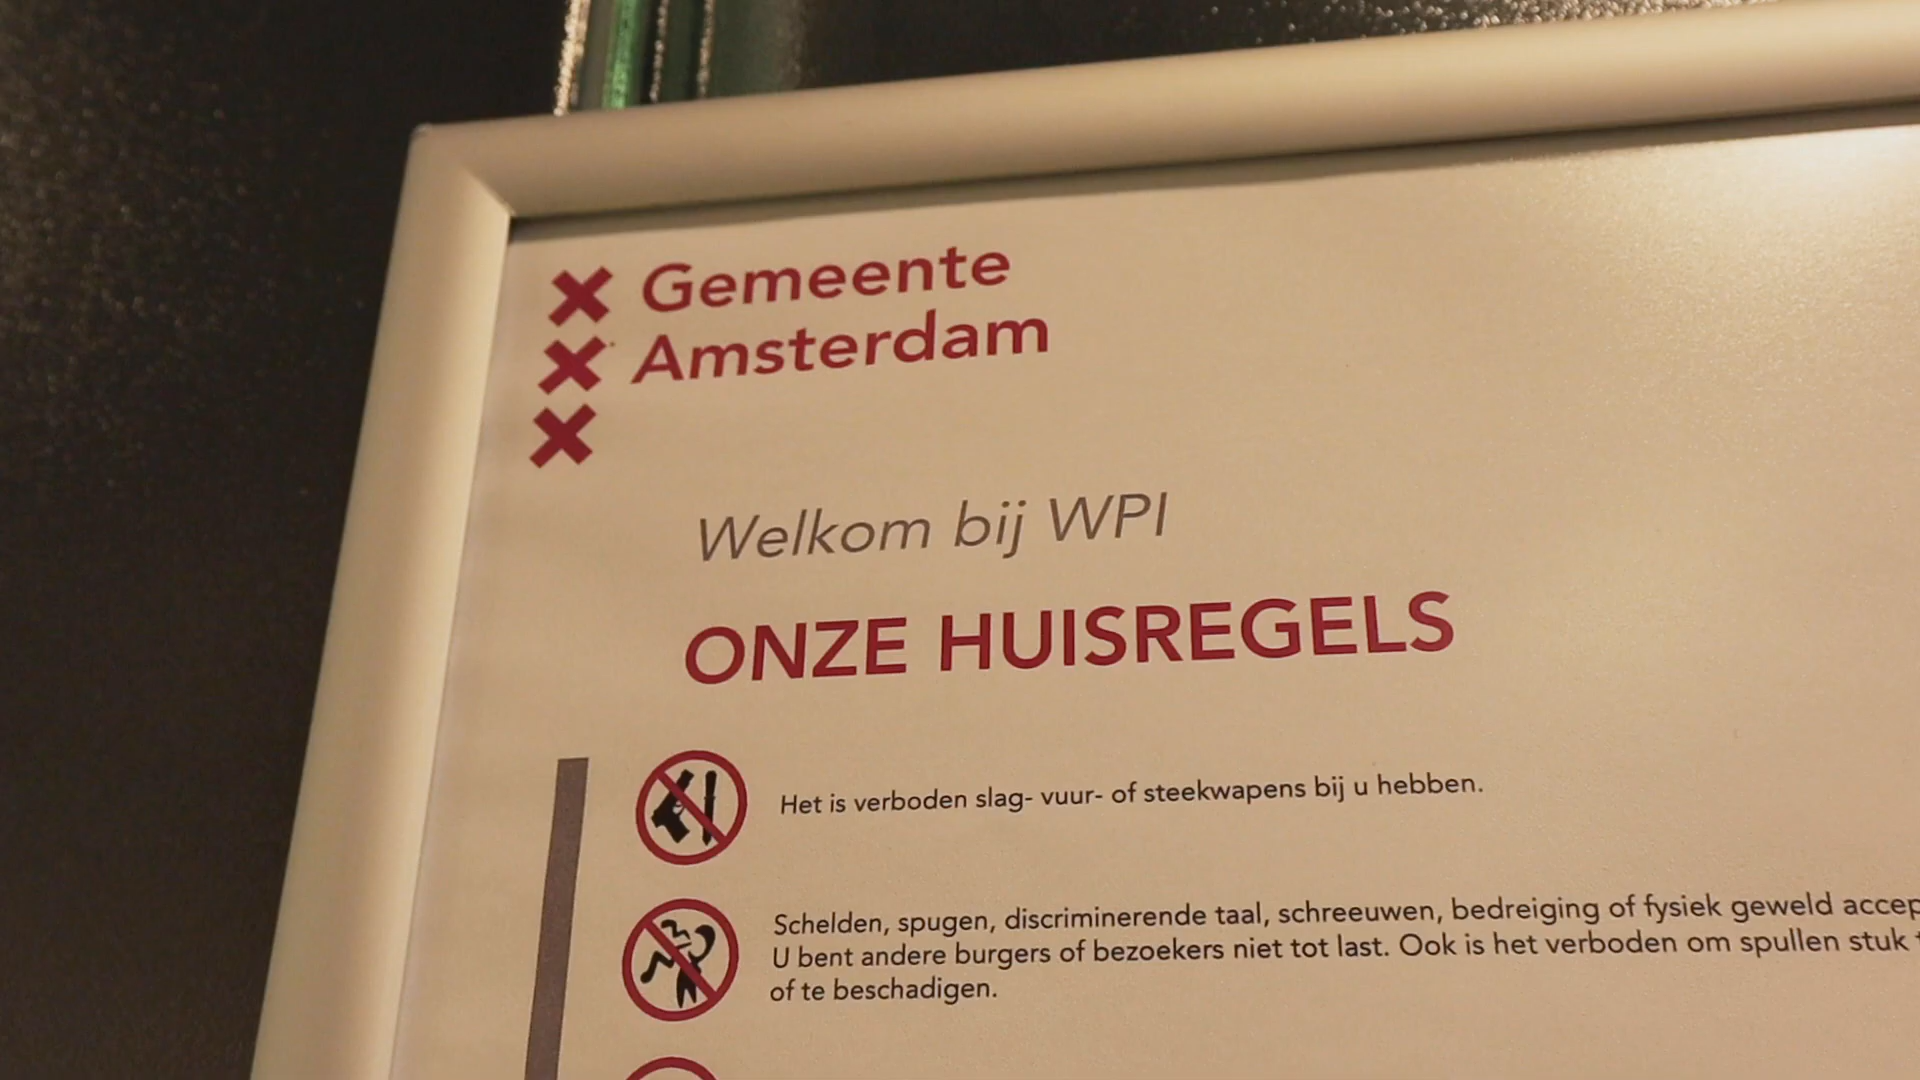 Gemeente
Amsterdam
Welkom bij WPI
ONZE HUISREGELS
Het is verboden slag- vuur- of steekwapens bij u hebben.
Schelden, spugen, discriminerende taal, schreeuwen, bedreiging of fysiek geweld accep
U bent andere burgers of bezoekers niet tot last. Ook is het verboden om spullen stuk
of te beschadigen.